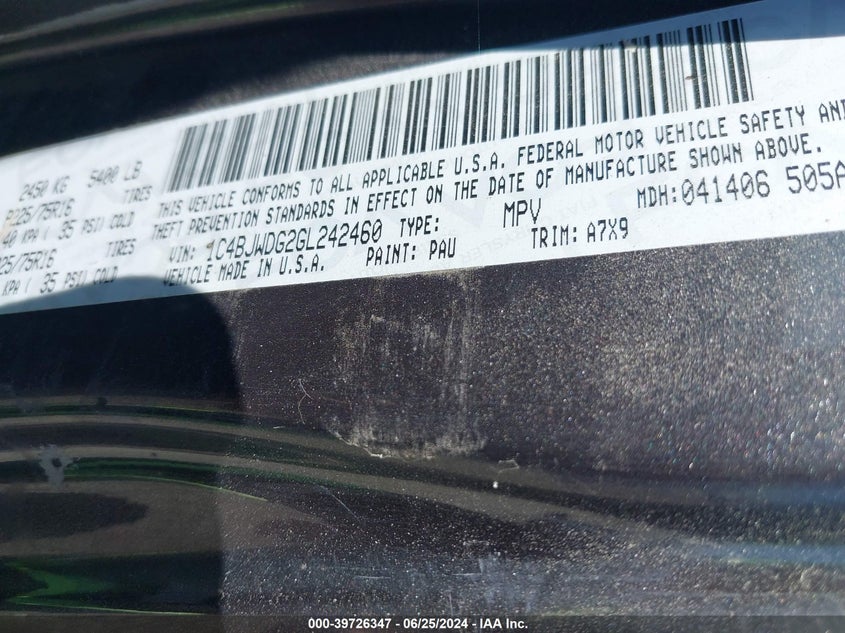 2450 KG 5400 LB
TIRES
P225/75R16
40 KPA ( 35 PSI) COLD
TIRES
25/75R16
KPA ( 35 PSI) COLD
THIS VEHICLE CONFORMS TO ALL APPLICABLE U.S.A. FEDERAL MOTOR VEHICLE SAFETY AND
THEFT PREVENTION STANDARDS IN EFFECT ON THE DATE OF MANUFACTURE SHOWN ABOVE.
VIN: 1C4BJWDG2GL242460 TYPE: MPV MDH:041406 505A
VEHICLE MADE IN U.S.A. PAINT: PAU TRIM: A7X9
000-39726347 / 06/25/2024 - IAA Inc.